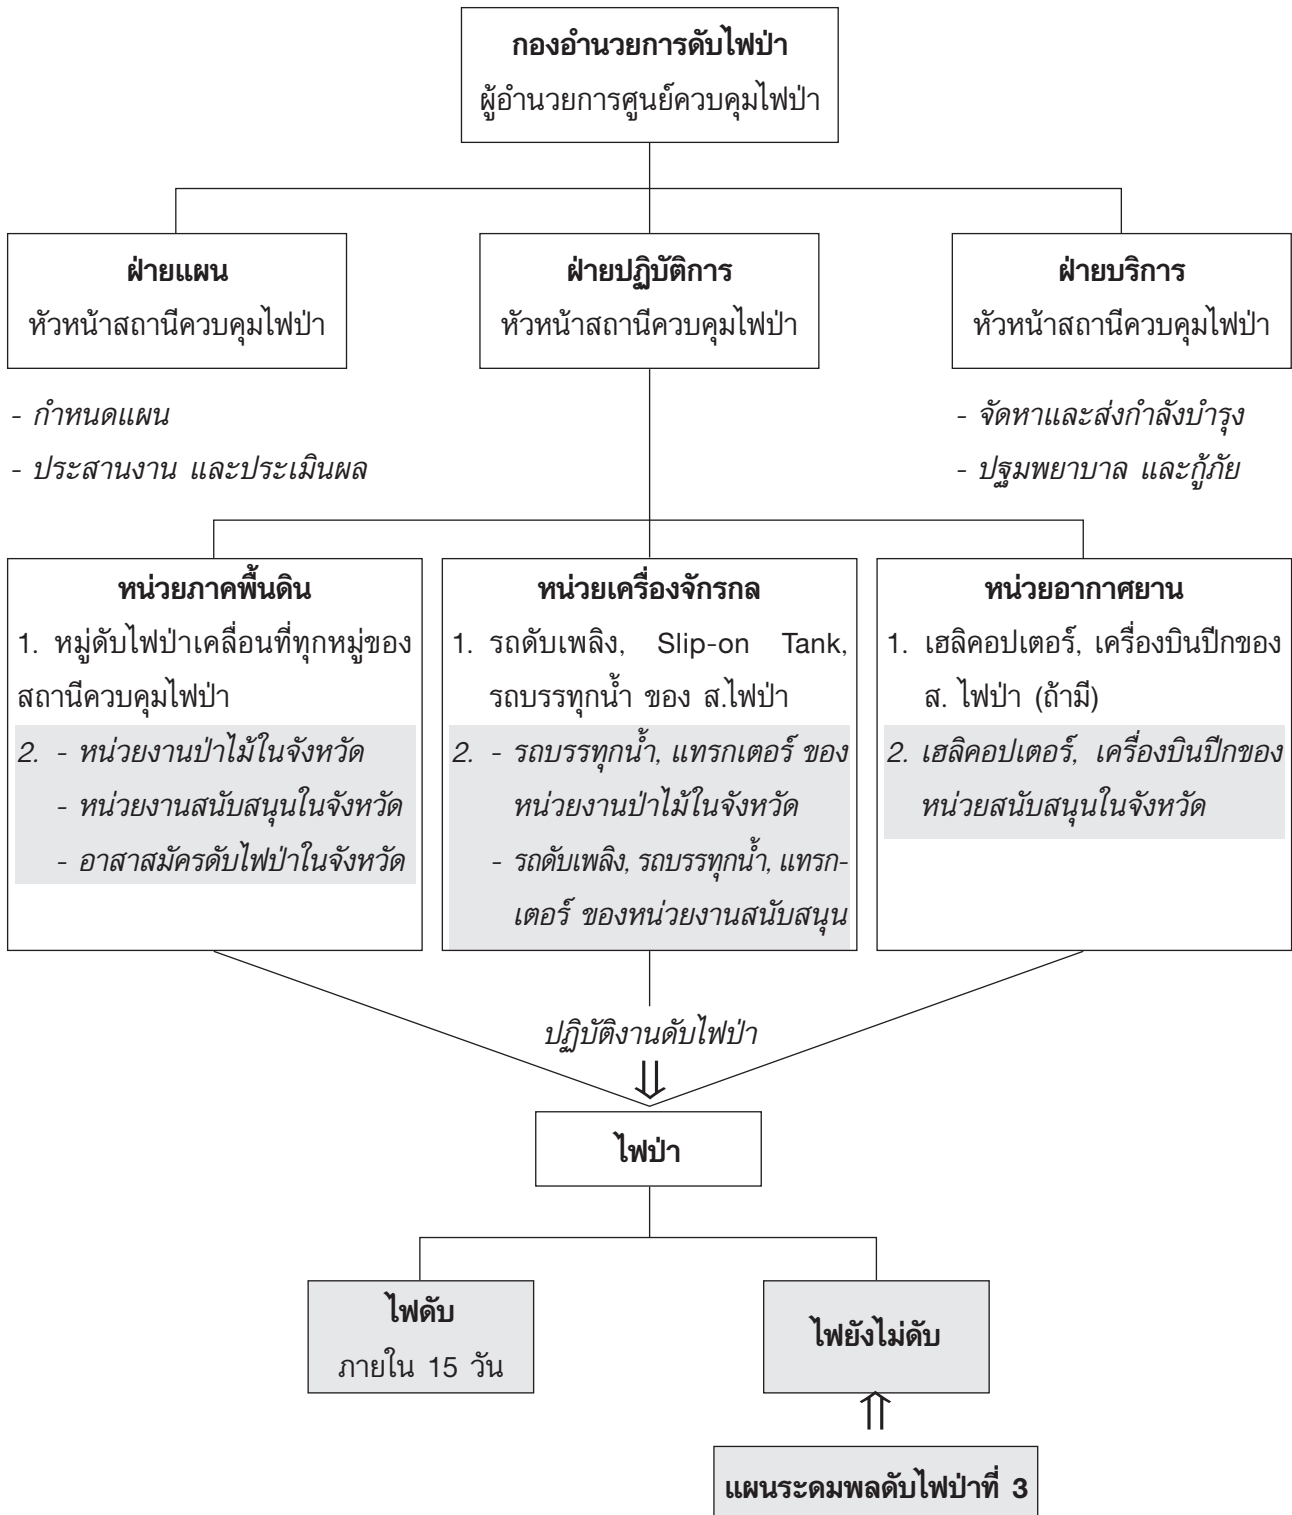 กองอำนวยการดับไฟป่า
ผู้อำนวยการศูนย์ควบคุมไฟป่า
ฝ่ายแผน
หัวหน้าสถานีควบคุมไฟป่า
ฝ่ายปฏิบัติการ
หัวหน้าสถานีควบคุมไฟป่า
ฝ่ายบริการ
หัวหน้าสถานีควบคุมไฟป่า
- กำหนดแผน
- ประสานงาน และประเมินผล
- จัดหาและส่งกำลังบำรุง
- ปฐมพยาบาล และกู้ภัย
หน่วยภาคพื้นดิน
1. หมู่ดับไฟป่าเคลื่อนที่ทุกหมู่ของ
สถานีควบคุมไฟป่า
2. - หน่วยงานป่าไม้ในจังหวัด
- หน่วยงานสนับสนุนในจังหวัด
- อาสาสมัครดับไฟป่าในจังหวัด
หน่วยเครื่องจักรกล
1. รถดับเพลิง, Slip-on Tank,
รถบรรทุกน้ำ ของ ส.ไฟป่า
2. - รถบรรทุกน้ำ, แทรกเตอร์ ของ
หน่วยงานป่าไม้ในจังหวัด
- รถดับเพลิง, รถบรรทุกน้ำ, แทรก-
เตอร์ ของหน่วยงานสนับสนุน
หน่วยอากาศยาน
1. เฮลิคอปเตอร์, เครื่องบินปีกของ
ส. ไฟป่า (ถ้ามี)
2. เฮลิคอปเตอร์, เครื่องบินปีกของ
หน่วยสนับสนุนในจังหวัด
ปฏิบัติงานดับไฟป่า
ไฟป่า
ไฟดับ
ภายใน 15 วัน
ไฟยังไม่ดับ
แผนระดมพลดับไฟป่าที่ 3